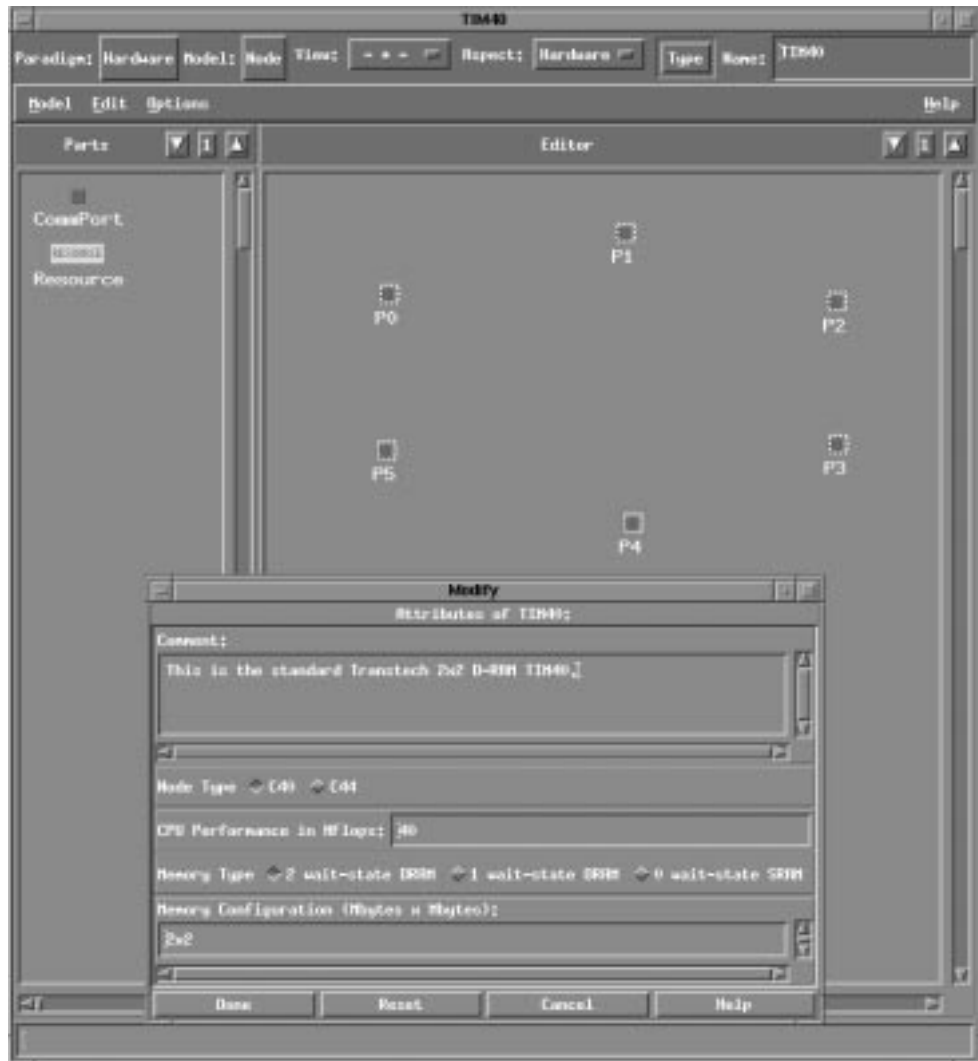 TIM40
Paradigm: Hardware Model: Node View: - * - Aspect: Hardware Type Name: TIM40
Model Edit Options Help
Parts 1 Editor 1
CommPort
Resource
P0
P1
P2
P3
P4
P5
Modify
Attributes of TIM40:
Comment:
This is the standard Transtech 2x2 D-RAM TIM40.
Node Type C40 C44
CPU Performance in Mflops: 40
Memory Type 2 wait-state DRAM 1 wait-state DRAM 0 wait-state SRAM
Memory Configuration (Mbytes x Mbytes):
2x2
Done Reset Cancel Help